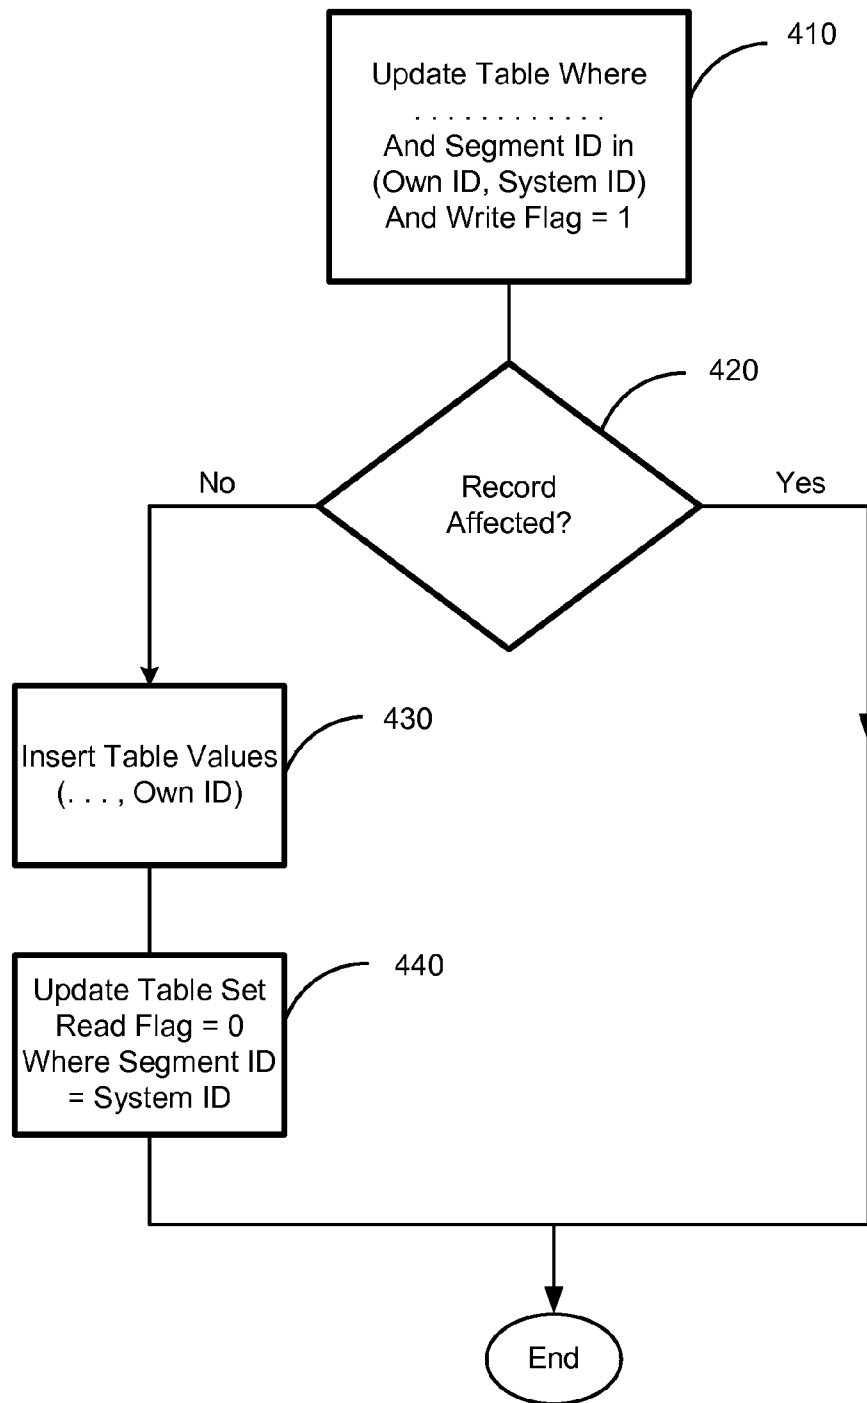 410
Update Table Where
. . . . . . . . . . . .
And Segment ID in
(Own ID, System ID)
And Write Flag = 1
420
No
Yes
Record
Affected?
430
Insert Table Values
(. . . , Own ID)
440
Update Table Set
Read Flag = 0
Where Segment ID
= System ID
End